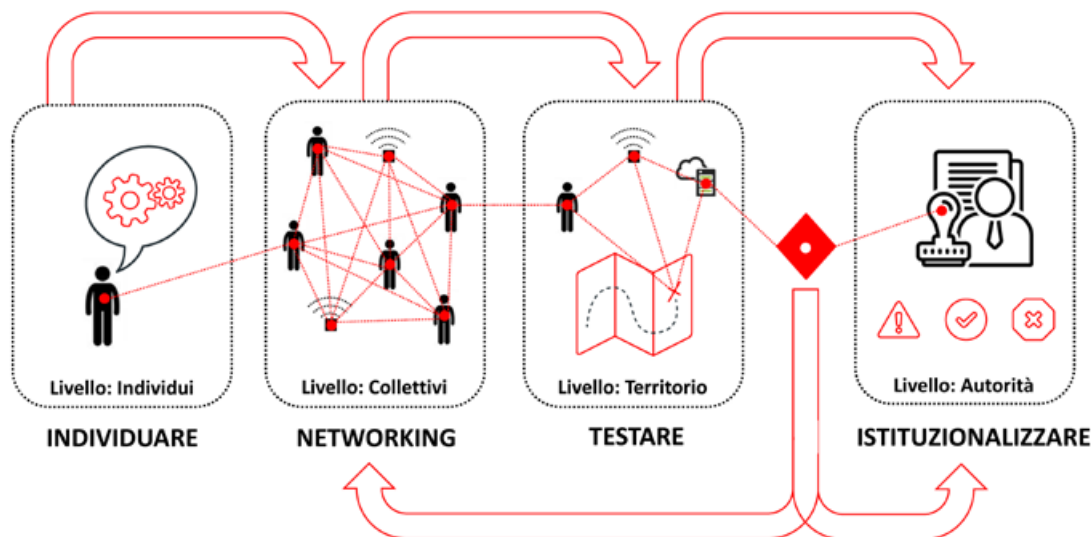 Livello: Individui
Livello: Collettivi
Livello: Territorio
Livello: Autorità
INDIVIDUARE
NETWORKING
TESTARE
ISTITUZIONALIZZARE